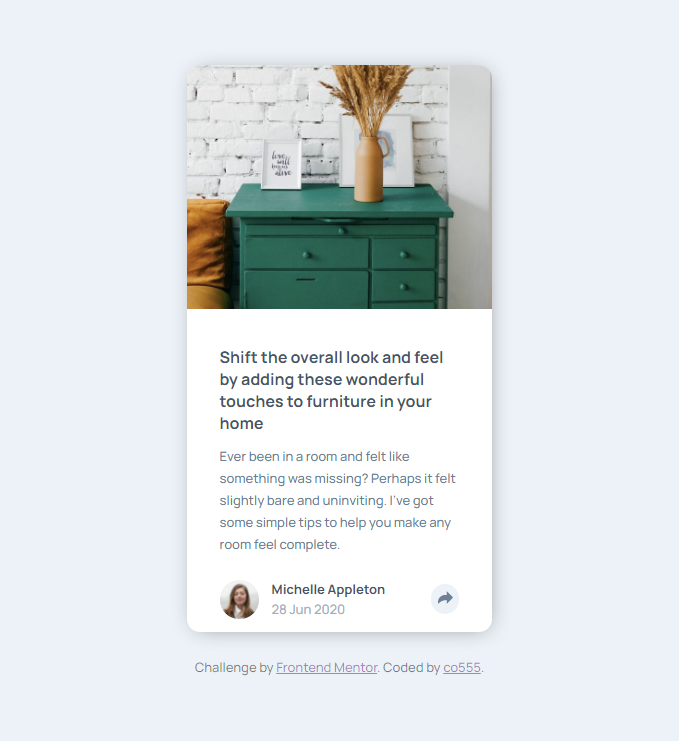 love
will
keep us
alive
Shift the overall look and feel
by adding these wonderful
touches to furniture in your
home
Ever been in a room and felt like
something was missing? Perhaps it felt
slightly bare and uninviting. I've got
some simple tips to help you make any
room feel complete.
Michelle Appleton
28 Jun 2020
Challenge by Frontend Mentor. Coded by co555.